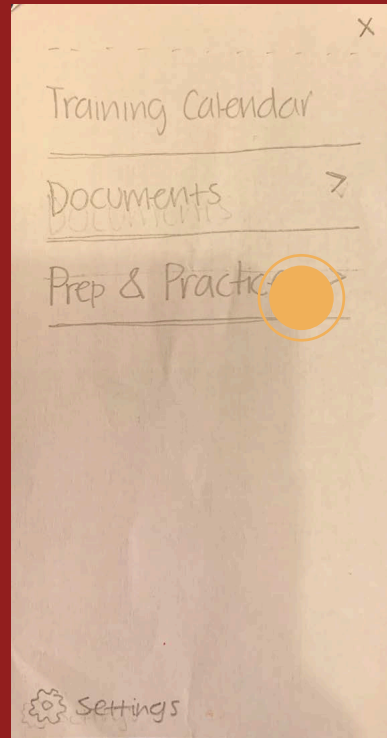 X
Training Calendar
Documents >
Prep & Practice >
Settings